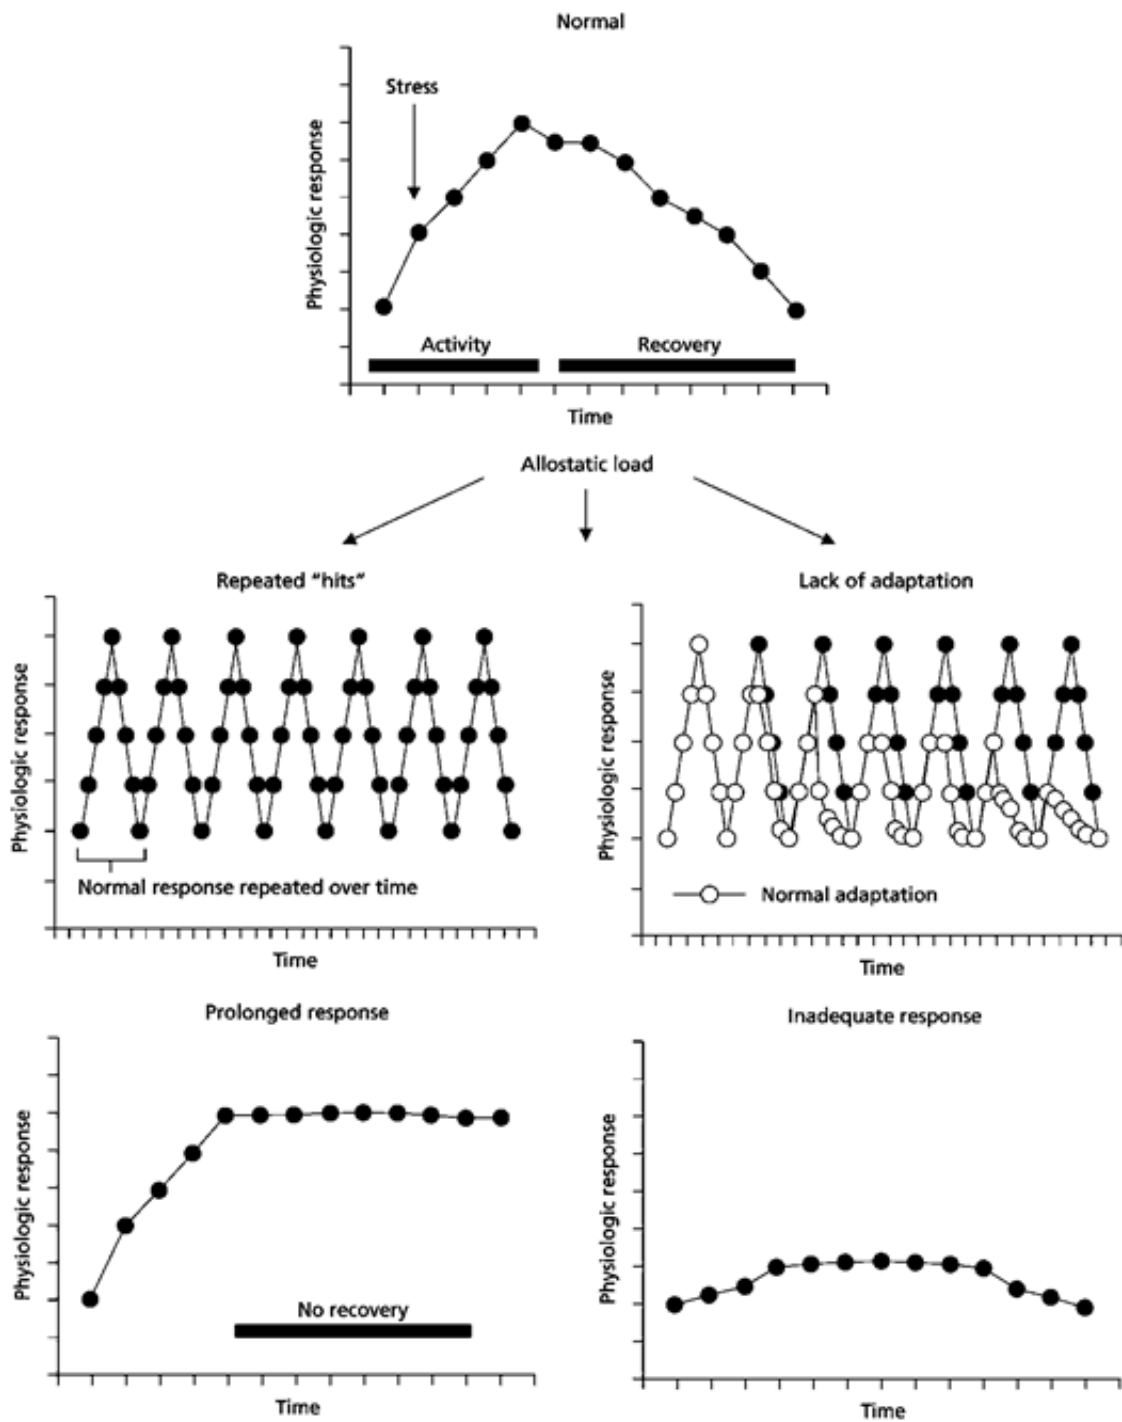 Normal
Stress
Physiologic response
Activity
Recovery
Time
Allostatic load
Repeated "hits"
Physiologic response
Normal response repeated over time
Time
Lack of adaptation
Physiologic response
Normal adaptation
Time
Prolonged response
Physiologic response
No recovery
Time
Inadequate response
Physiologic response
Time